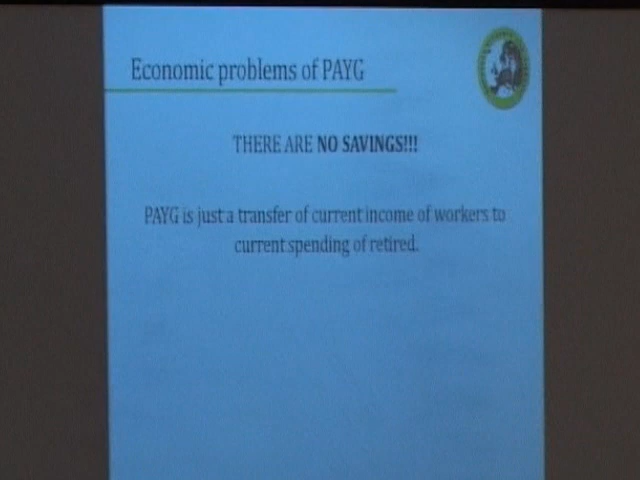 Economic problems of PAYG
THERE ARE NO SAVINGS!!!
PAYG is just a transfer of current income of workers to
current spending of retired.